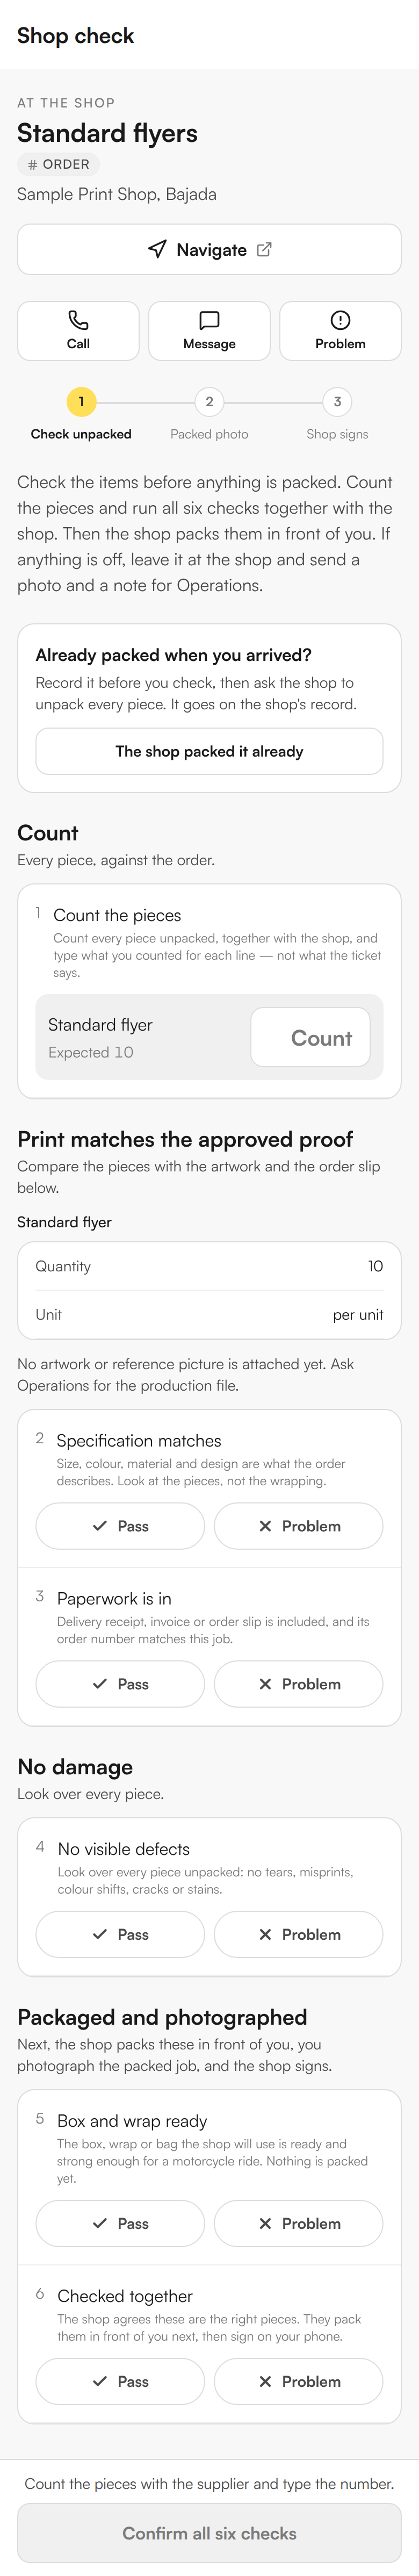 Shop check
AT THE SHOP
Standard flyers
# ORDER
Sample Print Shop, Bajada
Navigate
Call
Message
Problem
1
2
3
Check unpacked
Packed photo
Shop signs
Check the items before anything is packed. Count
the pieces and run all six checks together with the
shop. Then the shop packs them in front of you. If
anything is off, leave it at the shop and send a
photo and a note for Operations.
Already packed when you arrived?
Record it before you check, then ask the shop to
unpack every piece. It goes on the shop's record.
The shop packed it already
Count
Every piece, against the order.
1 Count the pieces
Count every piece unpacked, together with the shop, and
type what you counted for each line — not what the ticket
says.
Standard flyer
Expected 10
Count
Print matches the approved proof
Compare the pieces with the artwork and the order slip
below.
Standard flyer
Quantity 10
Unit per unit
No artwork or reference picture is attached yet. Ask
Operations for the production file.
2 Specification matches
Size, colour, material and design are what the order
describes. Look at the pieces, not the wrapping.
Pass Problem
3 Paperwork is in
Delivery receipt, invoice or order slip is included, and its
order number matches this job.
Pass Problem
No damage
Look over every piece.
4 No visible defects
Look over every piece unpacked: no tears, misprints,
colour shifts, cracks or stains.
Pass Problem
Packaged and photographed
Next, the shop packs these in front of you, you
photograph the packed job, and the shop signs.
5 Box and wrap ready
The box, wrap or bag the shop will use is ready and
strong enough for a motorcycle ride. Nothing is packed
yet.
Pass Problem
6 Checked together
The shop agrees these are the right pieces. They pack
them in front of you next, then sign on your phone.
Pass Problem
Count the pieces with the supplier and type the number.
Confirm all six checks